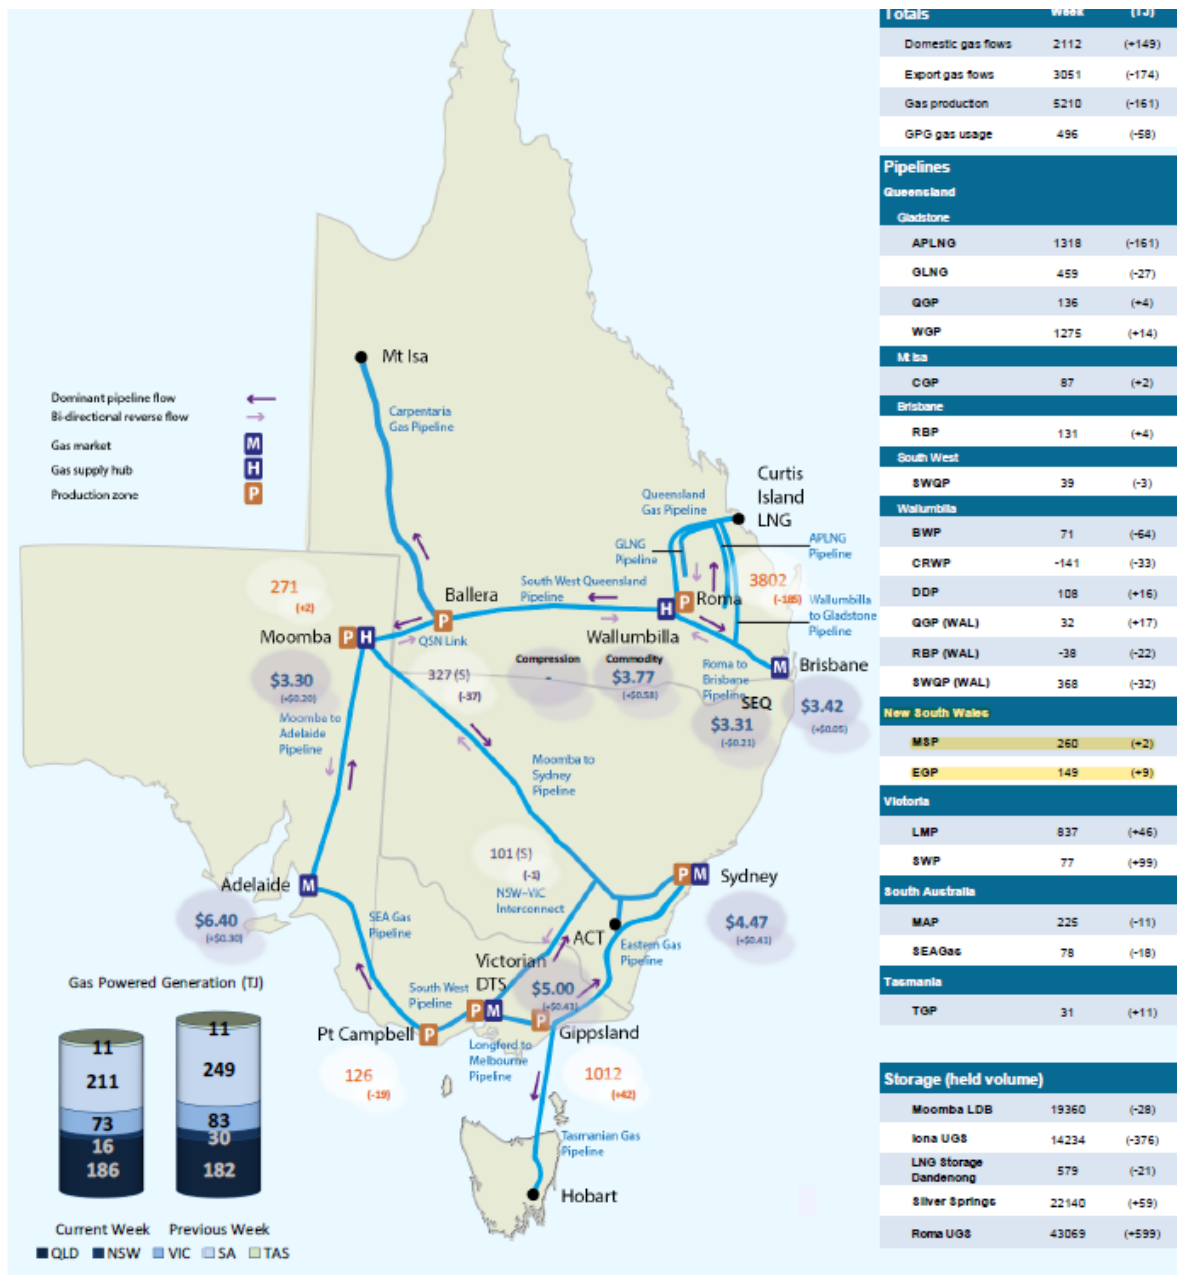 Totals Week (TJ)
Domestic gas flows 2112 (+149)
Export gas flows 3051 (-174)
Gas production 5210 (-161)
GPG gas usage 496 (-58)
Pipelines
Queensland
Gladstone
APLNG 1318 (-161)
GLNG 459 (-27)
QGP 136 (+4)
WGP 1275 (+14)
Mt Isa
CGP 87 (+2)
Brisbane
RBP 131 (+4)
South West
SWQP 39 (-3)
Wallumbilla
BWP 71 (-64)
CRWP -141 (-33)
DDP 108 (+16)
QGP (WAL) 32 (+17)
RBP (WAL) -38 (-22)
SWQP (WAL) 368 (-32)
New South Wales
MSP 260 (+2)
EGP 149 (+9)
Victoria
LMP 837 (+46)
SWP 77 (+99)
South Australia
MAP 225 (-11)
SEAGas 78 (-18)
Tasmania
TGP 31 (+11)
Storage (held volume)
Moomba LDB 19360 (-28)
Iona UGS 14234 (-376)
LNG Storage
Dandenong 579 (-21)
Silver Springs 22140 (+59)
Roma UGS 43069 (+599)
Dominant pipeline flow
Bi-directional reverse flow
Gas market M
Gas supply hub H
Production zone P
Mt Isa
Carpentaria
Gas Pipeline
Curtis
Island
LNG
Queensland
Gas Pipeline
GLNG
Pipeline
APLNG
Pipeline
3802
(-185)
Wallumbilla
to Gladstone
Pipeline
271
(+2)
Ballera
P
South West Queensland
Pipeline
H P Roma
Wallumbilla
Moomba P H
QSN Link
$3.30
(+$0.20)
327 (S)
(-37)
Compression
-
Commodity
$3.77
(+$0.58)
Roma to
Brisbane
Pipeline
M Brisbane
SEQ
$3.31
(-$0.21)
$3.42
(+$0.05)
Moomba to
Adelaide
Pipeline
Moomba to
Sydney
Pipeline
101 (S)
(-1)
NSW-VIC
Interconnect
P M Sydney
$4.47
(+$0.41)
Adelaide M
$6.40
(+$0.30)
SEA Gas
Pipeline
ACT
Eastern Gas
Pipeline
Victorian
DTS
P M
$5.00
(+$0.43)
South West
Pipeline
Pt Campbell P
126
(-19)
Longford to
Melbourne
Pipeline
P
Gippsland
1012
(+42)
Tasmanian Gas
Pipeline
Hobart
Gas Powered Generation (TJ)
11 11
211 249
73 83
16 30
186 182
Current Week Previous Week
QLD NSW VIC SA TAS